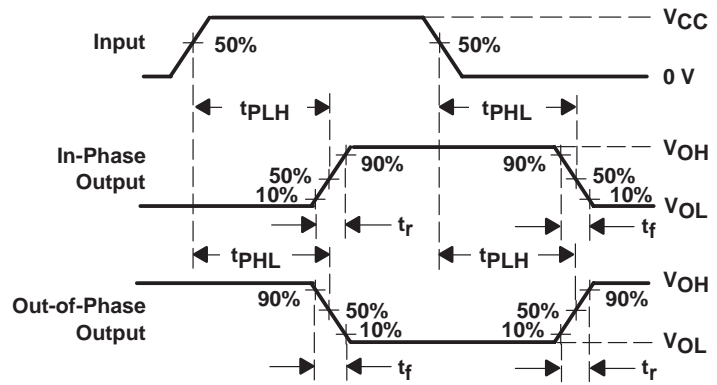 VCC
Input
50%
50%
0 V
tPLH
tPHL
In-Phase
Output
VOH
90%
90%
50%
50%
10%
10%
VOL
tr
tf
tPHL
tPLH
Out-of-Phase
Output
VOH
90%
90%
50%
50%
10%
10%
VOL
tf
tr